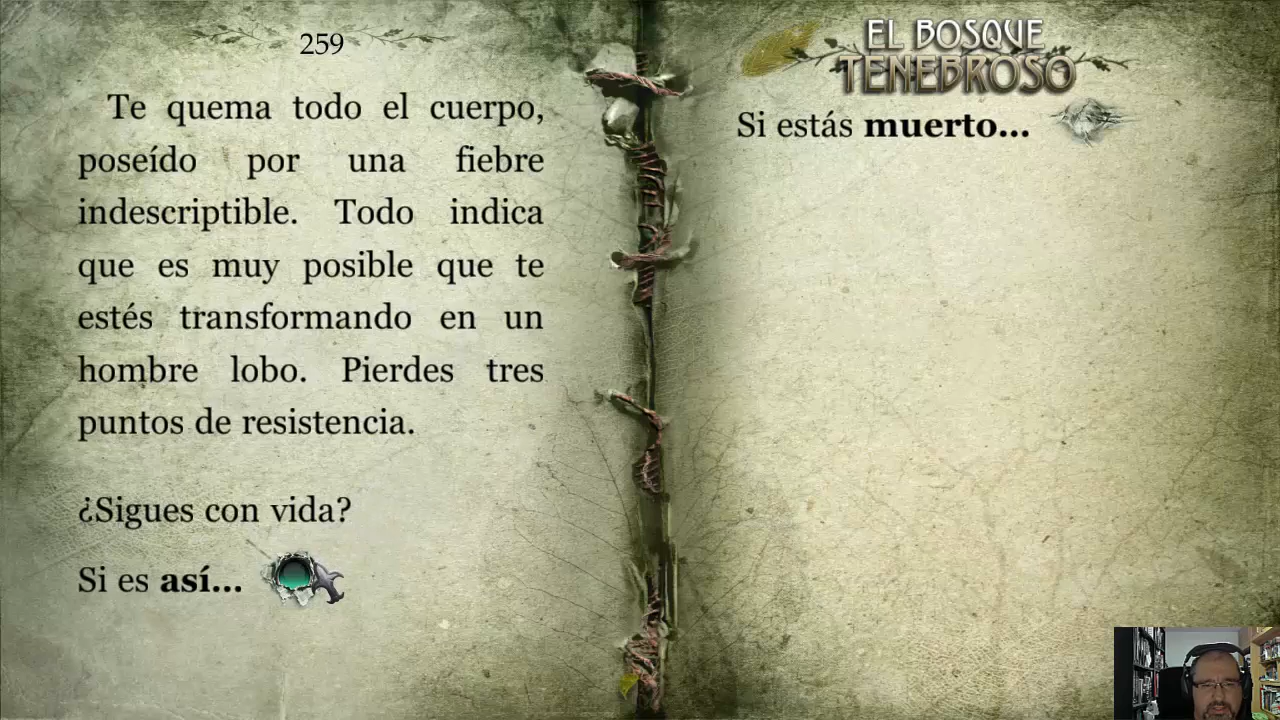 259
Te quema todo el cuerpo,
poseído por una fiebre
indescriptible. Todo indica
que es muy posible que te
estés transformando en un
hombre lobo. Pierdes tres
puntos de resistencia.
¿Sigues con vida?
Si es así...
EL BOSQUE
TENEBROSO
Si estás muerto...